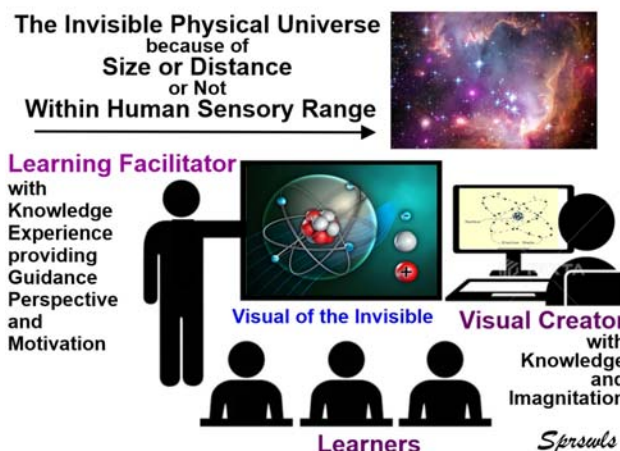 The Invisible Physical Universe
because of
Size or Distance
or Not
Within Human Sensory Range
Learning Facilitator
with
Knowledge
Experience
providing
Guidance
Perspective
and
Motivation
Visual of the Invisible
Visual Creator
with
Knowledge
and
Imagnitation
Learners
Sprswls